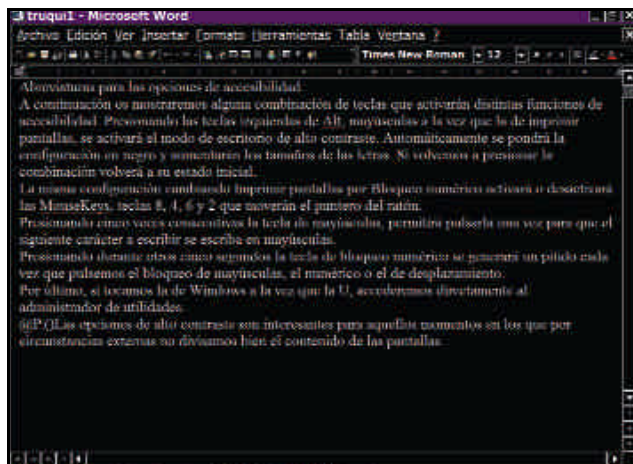 truqui1 - Microsoft Word
Archivo Edición Ver Insertar Formato Herramientas Tabla Ventana ?
Times New Roman 12
Abreviaturas para las opciones de accesibilidad.
A continuación os mostraremos alguna combinación de teclas que activarán distintas funciones de
accesibilidad. Presionando las teclas izquierdas de Alt, mayúsculas a la vez que la de imprimir
pantallas, se activará el modo de escritorio de alto contraste. Automáticamente se pondrá la
configuración en negro y aumentarán los tamaños de las letras. Si volvemos a presionar la
combinación volverá a su estado inicial.
La misma configuración cambiando Imprimir pantallas por Bloqueo numérico activará o desactivará
las MouseKeys, teclas 8, 4, 6 y 2 que moverán el puntero del ratón.
Presionando cinco veces consecutivas la tecla de mayúsculas, permitirá pulsarla una vez para que el
siguiente carácter a escribir se escriba en mayúsculas.
Presionando durante otros cinco segundos la tecla de bloqueo numérico se generará un pitido cada
vez que pulsemos el bloqueo de mayúsculas, el numérico o el de desplazamiento.
Por último, si tocamos la de Windows a la vez que la U, accederemos directamente al
administrador de utilidades.
@P:()Las opciones de alto contraste son interesantes para aquellos momentos en los que por
circunstancias externas no divisamos bien el contenido de las pantallas.